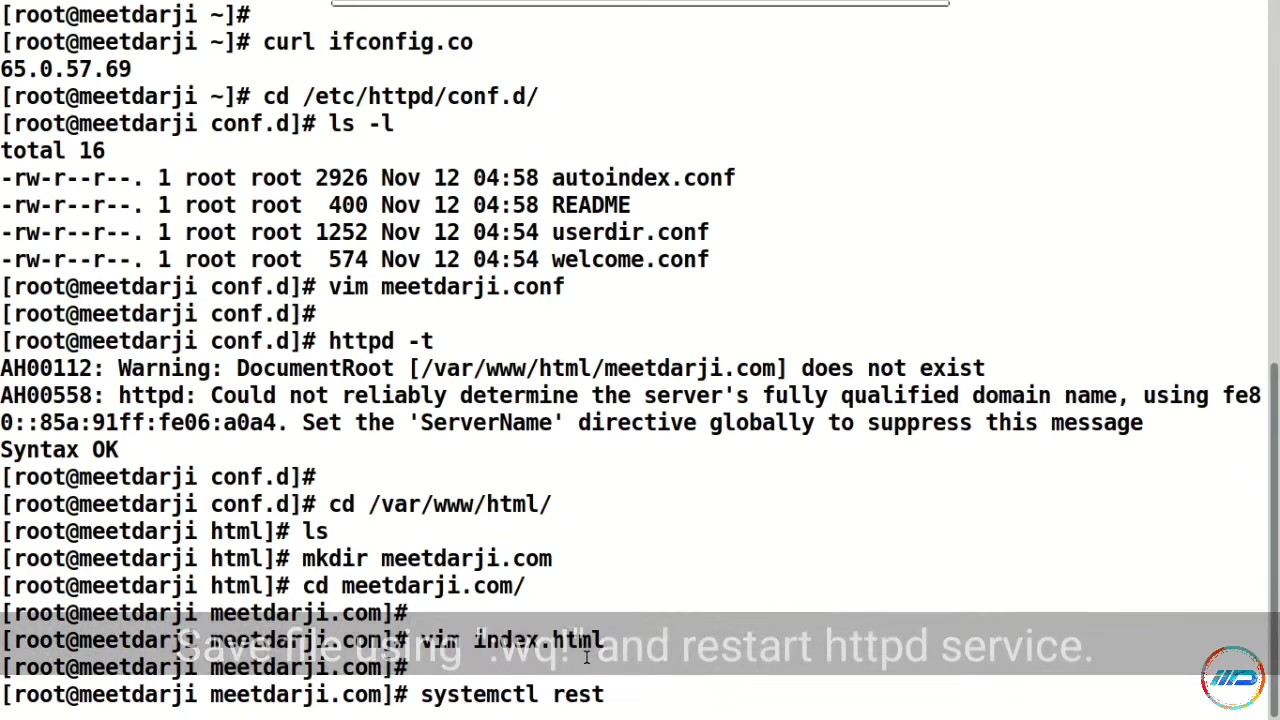 [root@meetdarji ~]#
[root@meetdarji ~]# curl ifconfig.co
65.0.57.69
[root@meetdarji ~]# cd /etc/httpd/conf.d/
[root@meetdarji conf.d]# ls -l
total 16
-rw-r--r--. 1 root root 2926 Nov 12 04:58 autoindex.conf
-rw-r--r--. 1 root root  400 Nov 12 04:58 README
-rw-r--r--. 1 root root 1252 Nov 12 04:54 userdir.conf
-rw-r--r--. 1 root root  574 Nov 12 04:54 welcome.conf
[root@meetdarji conf.d]# vim meetdarji.conf
[root@meetdarji conf.d]#
[root@meetdarji conf.d]# httpd -t
AH00112: Warning: DocumentRoot [/var/www/html/meetdarji.com] does not exist
AH00558: httpd: Could not reliably determine the server's fully qualified domain name, using fe8
0::85a:91ff:fe06:a0a4. Set the 'ServerName' directive globally to suppress this message
Syntax OK
[root@meetdarji conf.d]#
[root@meetdarji conf.d]# cd /var/www/html/
[root@meetdarji html]# ls
[root@meetdarji html]# mkdir meetdarji.com
[root@meetdarji html]# cd meetdarji.com/
[root@meetdarji meetdarji.com]#
[root@meetdarji meetdarji.com]# vim index.html
Save file using ":wq!" and restart httpd service.
[root@meetdarji meetdarji.com]#
[root@meetdarji meetdarji.com]# systemctl rest